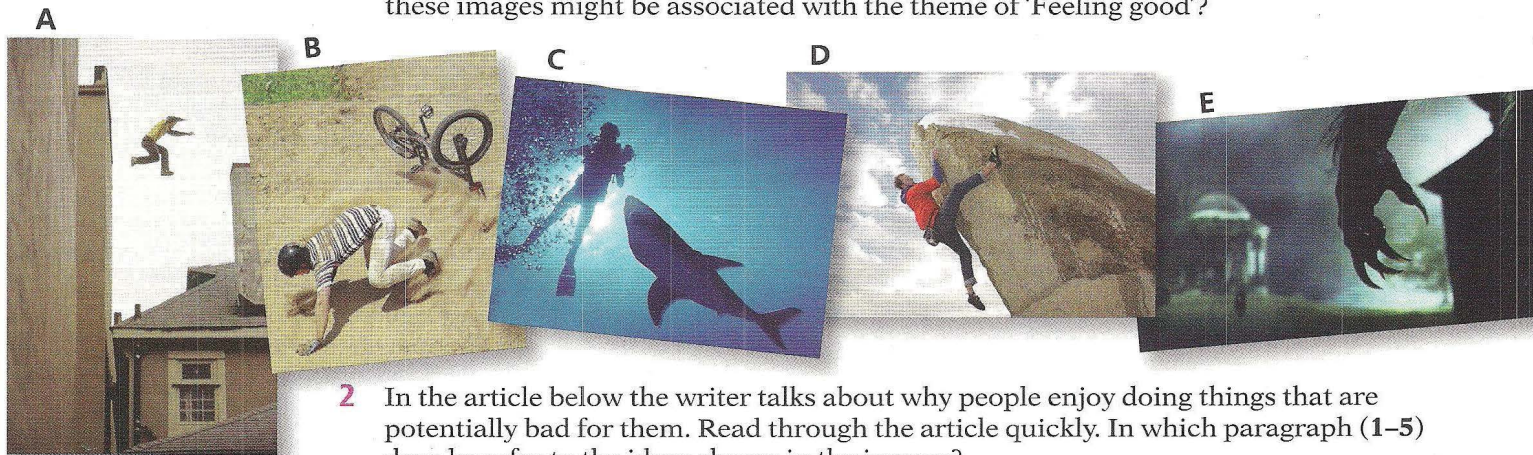 these images might be associated with the theme of 'Feeling good'?
A
B
C
D
E
2 In the article below the writer talks about why people enjoy doing things that are
potentially bad for them. Read through the article quickly. In which paragraph (1–5)